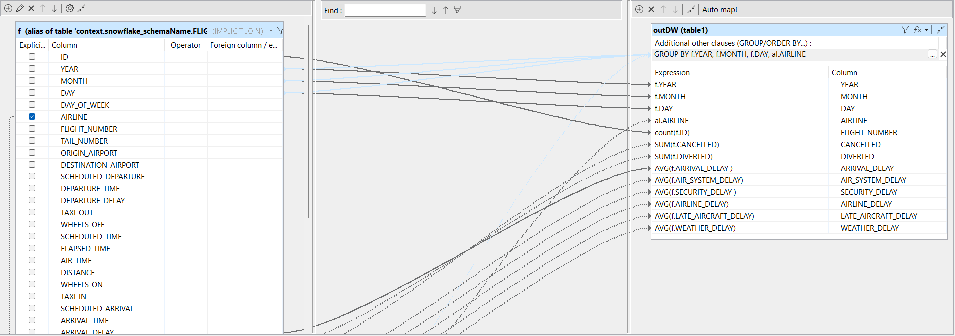 Find :
Auto map!
f (alias of table 'context.snowflake_schemaName.FLIG (IMPLICIT JOIN)
Explici... Column Operator Foreign column / e...
ID
YEAR
MONTH
DAY
DAY_OF_WEEK
AIRLINE
FLIGHT_NUMBER
TAIL_NUMBER
ORIGIN_AIRPORT
DESTINATION_AIRPORT
SCHEDULED_DEPARTURE
DEPARTURE_TIME
DEPARTURE_DELAY
TAXI_OUT
WHEELS_OFF
SCHEDULED_TIME
ELAPSED_TIME
AIR_TIME
DISTANCE
WHEELS_ON
TAXI_IN
SCHEDULED_ARRIVAL
ARRIVAL_TIME
ARRIVAL_DELAY
outDW (table1)
Additional other clauses (GROUP/ORDER BY...) :
GROUP BY f.YEAR, f.MONTH, f.DAY, al.AIRLINE ...
Expression Column
f.YEAR YEAR
f.MONTH MONTH
f.DAY DAY
al.AIRLINE AIRLINE
count(f.ID) FLIGHT_NUMBER
SUM(f.CANCELLED) CANCELLED
SUM(f.DIVERTED) DIVERTED
AVG(f.ARRIVAL_DELAY ) ARRIVAL_DELAY
AVG(f.AIR_SYSTEM_DELAY) AIR_SYSTEM_DELAY
AVG(f.SECURITY_DELAY ) SECURITY_DELAY
AVG(f.AIRLINE_DELAY) AIRLINE_DELAY
AVG(f.LATE_AIRCRAFT_DELAY) LATE_AIRCRAFT_DELAY
AVG(f.WEATHER_DELAY) WEATHER_DELAY